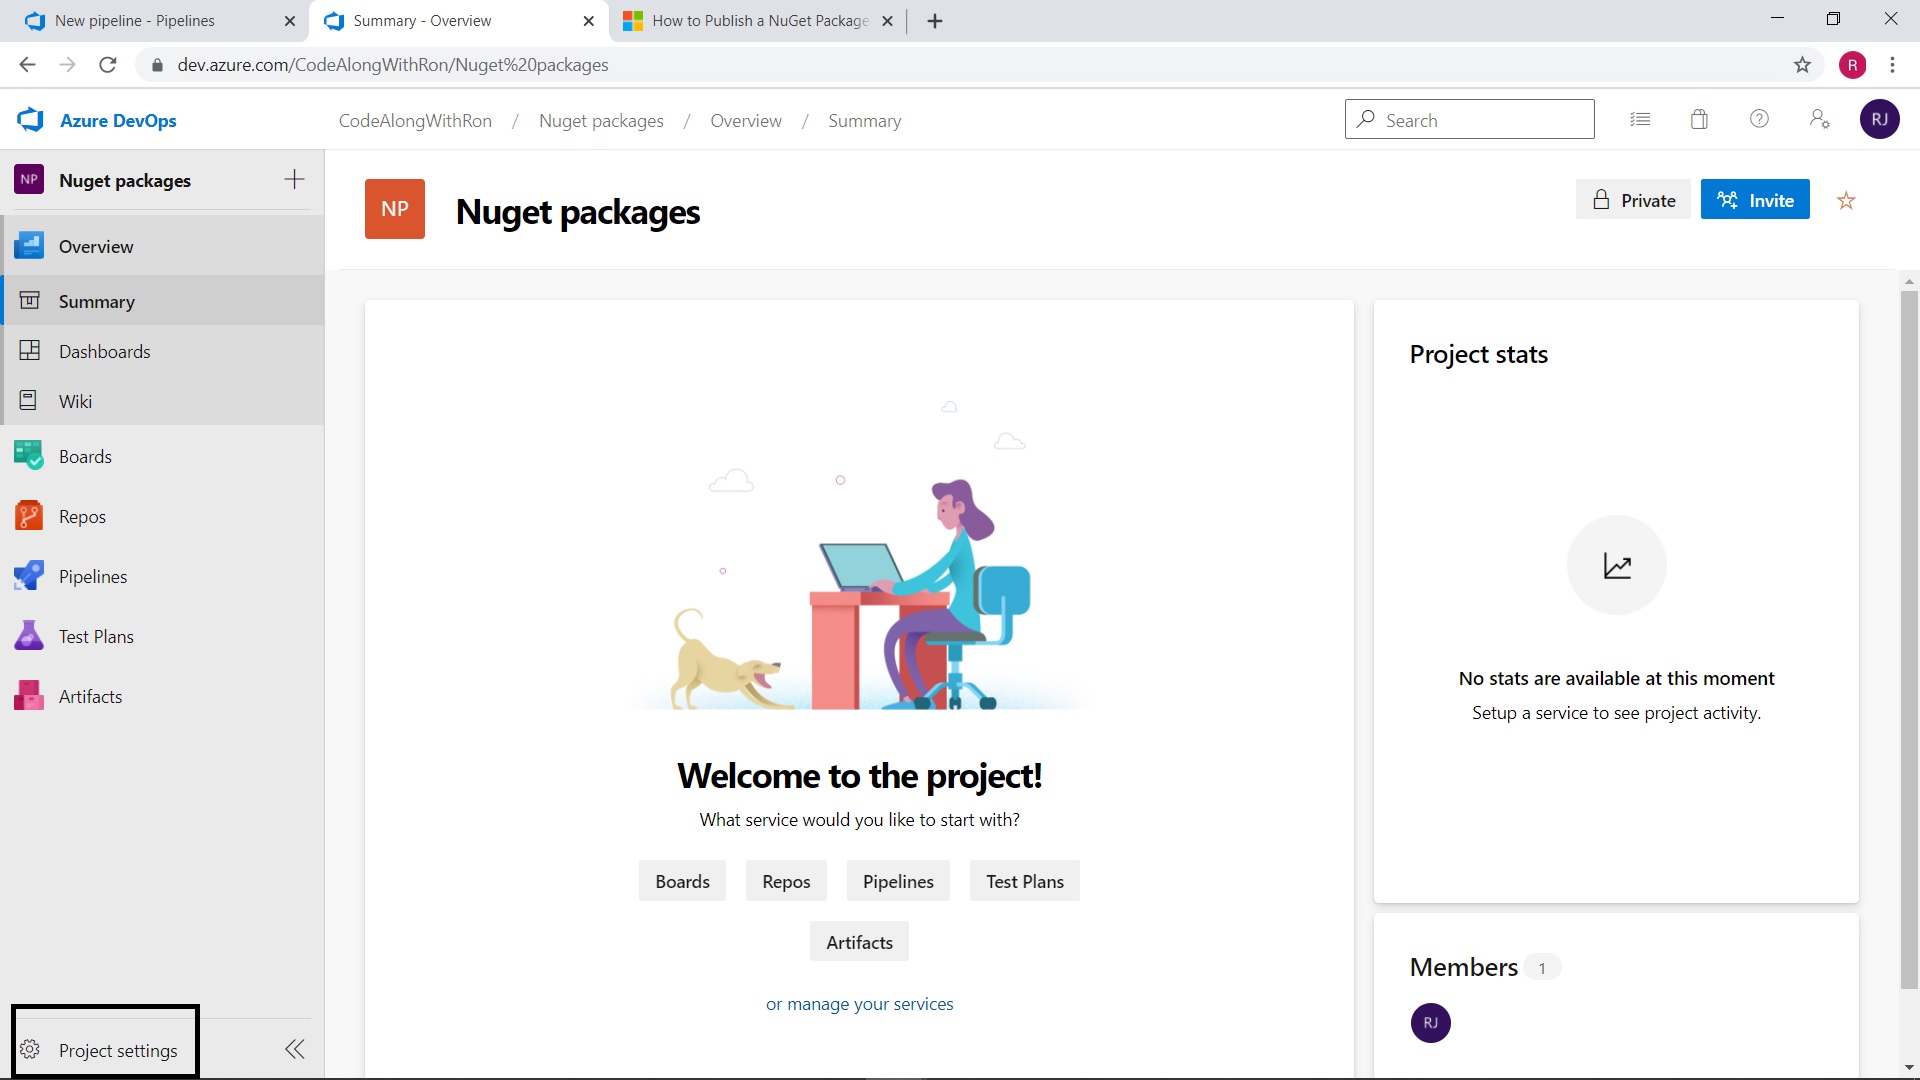 New pipeline - Pipelines
Summary - Overview
How to Publish a NuGet Package
dev.azure.com/CodeAlongWithRon/Nuget%20packages
R
Azure DevOps
CodeAlongWithRon / Nuget packages / Overview / Summary
Search
RJ
NP Nuget packages
Overview
Summary
Dashboards
Wiki
Boards
Repos
Pipelines
Test Plans
Artifacts
Project settings
NP
Nuget packages
Private
Invite
Welcome to the project!
What service would you like to start with?
Boards
Repos
Pipelines
Test Plans
Artifacts
or manage your services
Project stats
No stats are available at this moment
Setup a service to see project activity.
Members 1
RJ